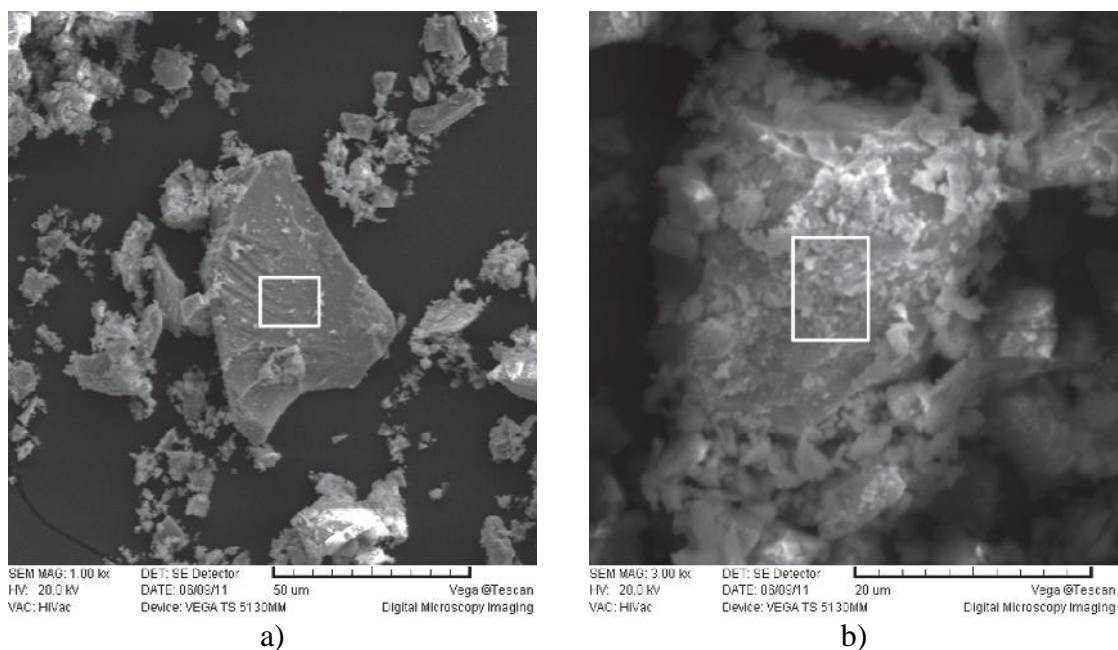 SEM MAG: 1.00 kx DET: SE Detector
HV: 20.0 kV DATE: 06/09/11 50 um Vega @Tescan
VAC: HiVac Device: VEGA TS 5130MM Digital Microscopy Imaging
a)
SEM MAG: 3.00 kx DET: SE Detector
HV: 20.0 kV DATE: 06/09/11 20 um Vega @Tescan
VAC: HiVac Device: VEGA TS 5130MM Digital Microscopy Imaging
b)